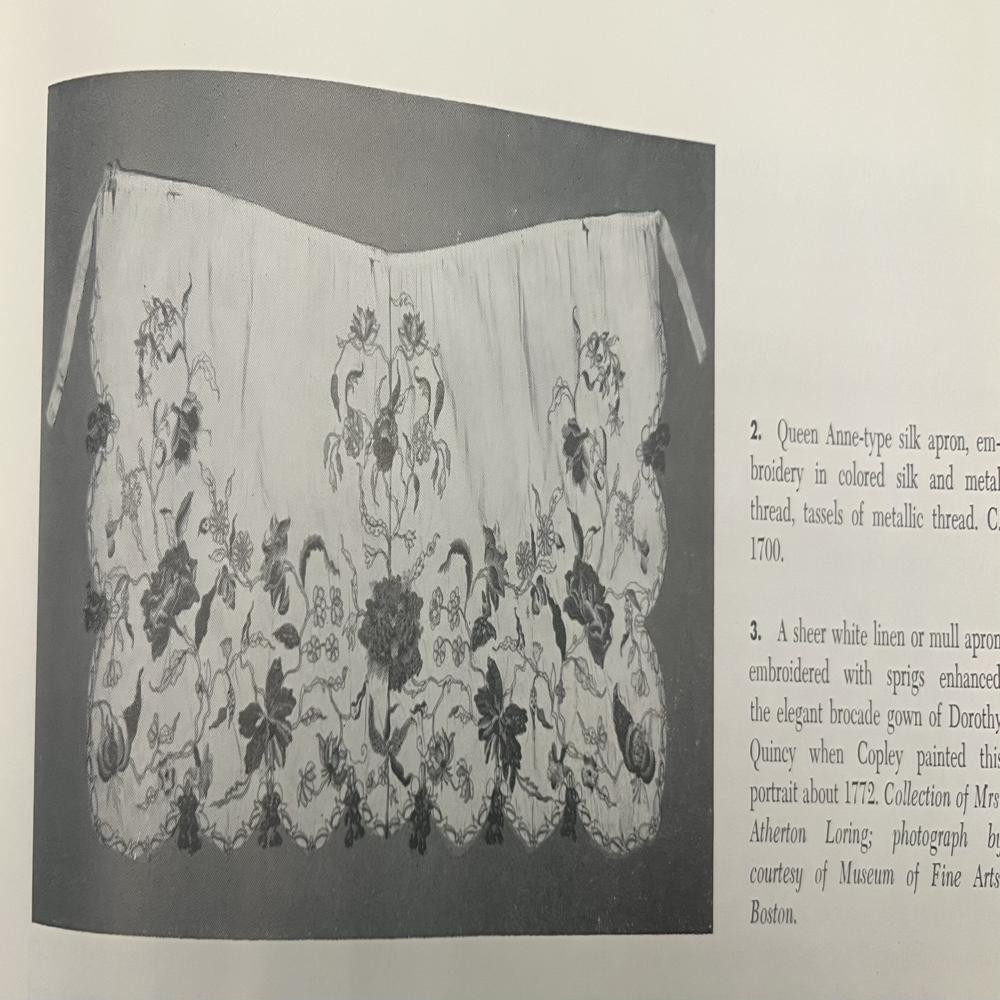 2. Queen Anne-type silk apron, em-
broidery in colored silk and metal
thread, tassels of metallic thread. C.
1700.
3. A sheer white linen or mull apron
embroidered with sprigs enhanced
the elegant brocade gown of Dorothy
Quincy when Copley painted this
portrait about 1772. Collection of Mrs
Atherton Loring; photograph by
courtesy of Museum of Fine Arts
Boston.